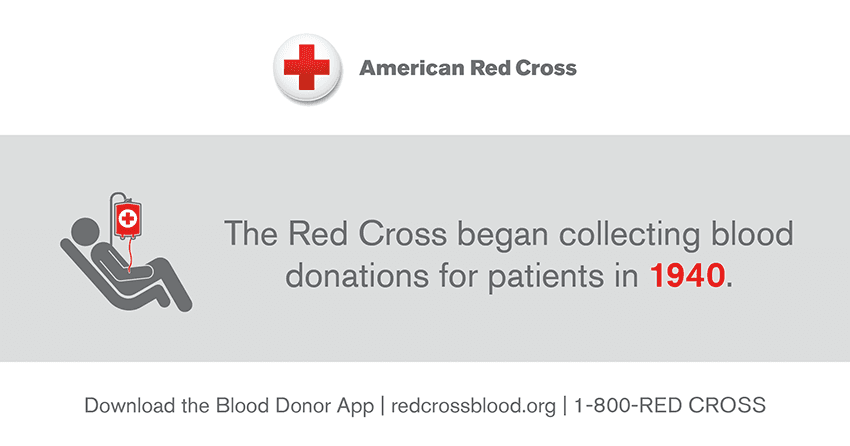 American Red Cross
The Red Cross began collecting blood
donations for patients in 1940.
Download the Blood Donor App | redcrossblood.org | 1-800-RED CROSS